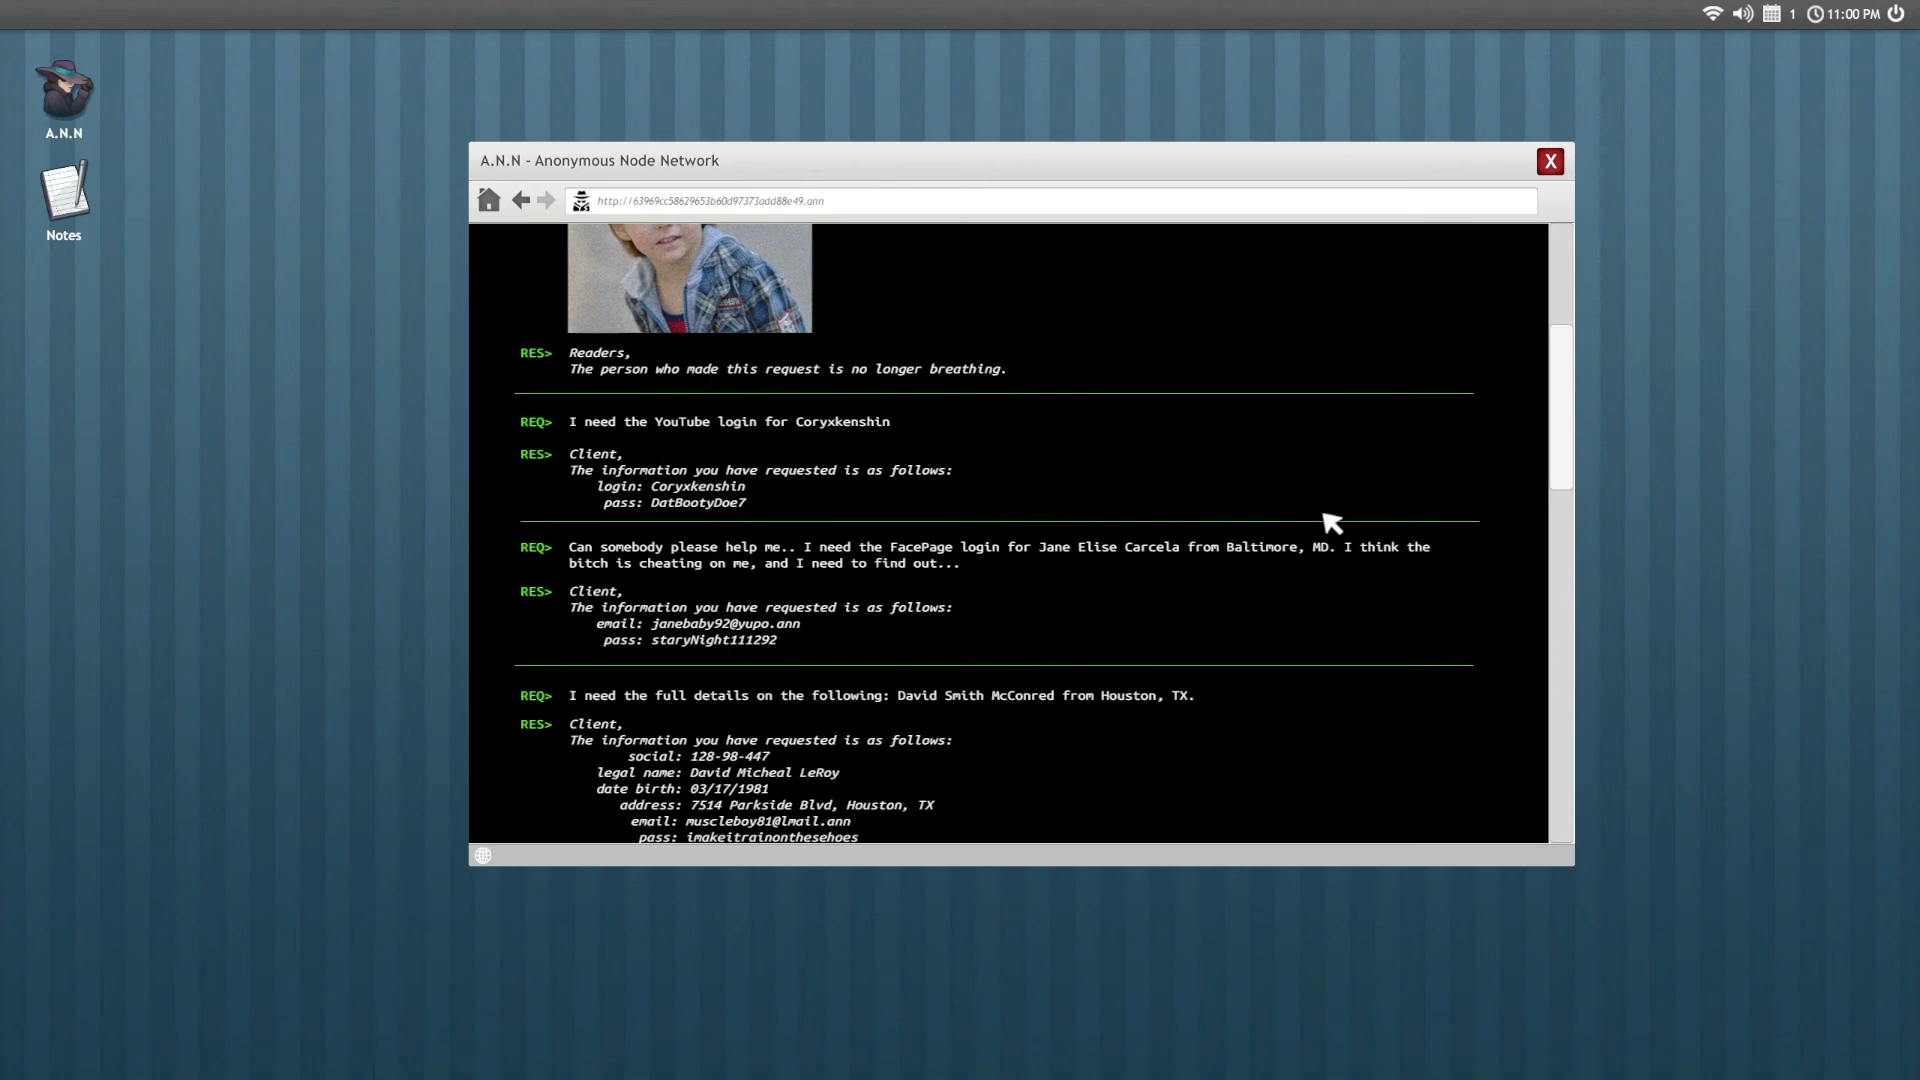 1 11:00 PM
A.N.N
Notes
A.N.N - Anonymous Node Network
X
http://63969cc58629653b60d97373add88e49.ann
RES> Readers,
The person who made this request is no longer breathing.
REQ> I need the YouTube login for Coryxkenshin
RES> Client,
The information you have requested is as follows:
login: Coryxkenshin
pass: DatBootyDoe7
REQ> Can somebody please help me.. I need the FacePage login for Jane Elise Carcela from Baltimore, MD. I think the
bitch is cheating on me, and I need to find out...
RES> Client,
The information you have requested is as follows:
email: janebaby92@yupo.ann
pass: staryNight111292
REQ> I need the full details on the following: David Smith McConred from Houston, TX.
RES> Client,
The information you have requested is as follows:
social: 128-98-447
legal name: David Micheal LeRoy
date birth: 03/17/1981
address: 7514 Parkside Blvd, Houston, TX
email: muscleboy81@lmail.ann
pass: imakeitrainonthesehoes